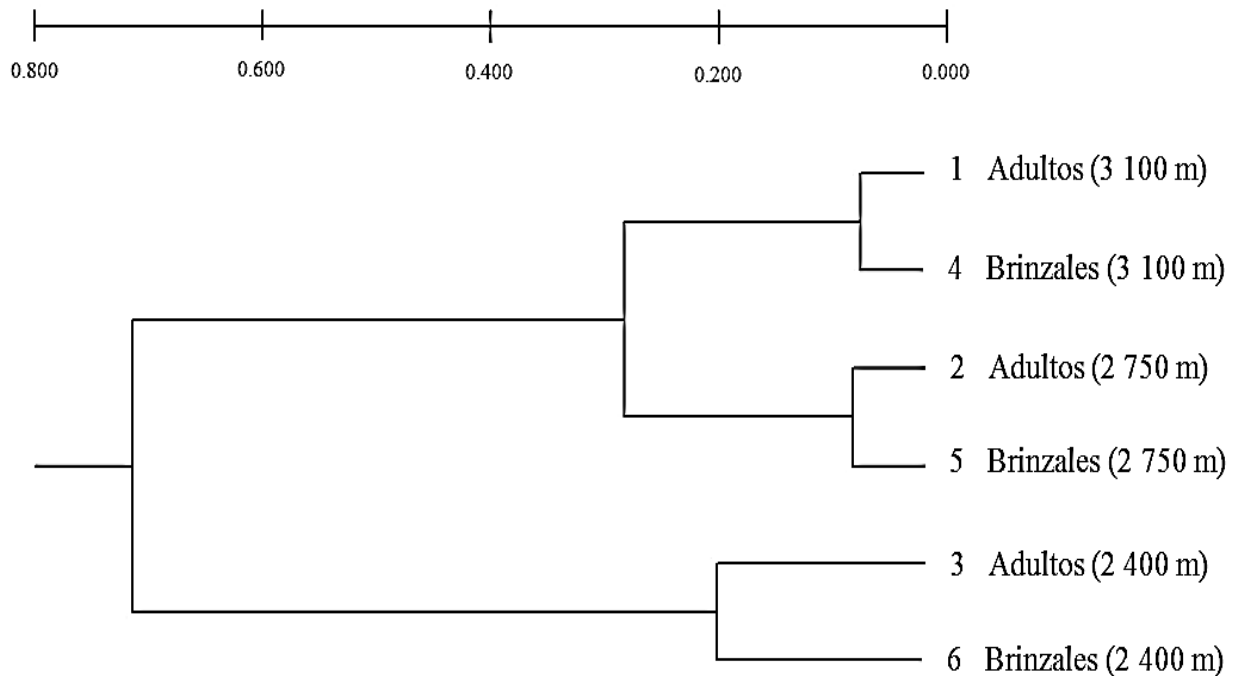 0.800 0.600 0.400 0.200 0.000
1 Adultos (3 100 m)
4 Brinzales (3 100 m)
2 Adultos (2 750 m)
5 Brinzales (2 750 m)
3 Adultos (2 400 m)
6 Brinzales (2 400 m)